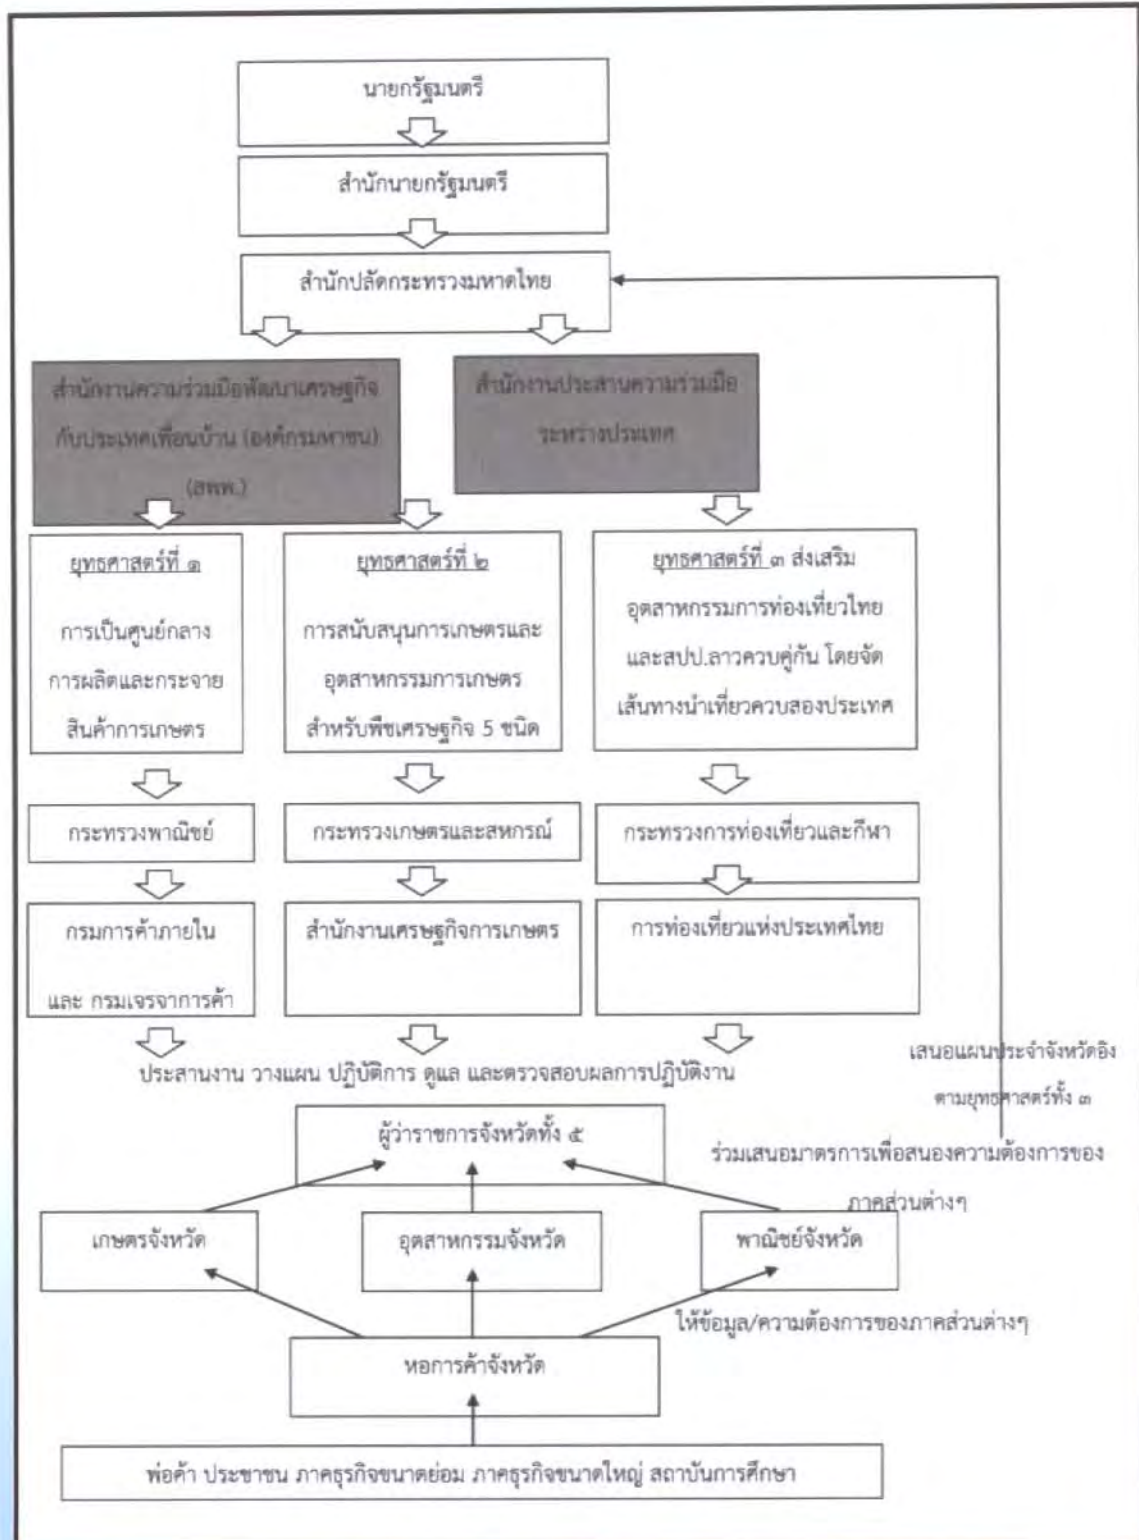 นายกรัฐมนตรี
สำนักนายกรัฐมนตรี
สำนักปลัดกระทรวงมหาดไทย
สำนักงานความร่วมมือพัฒนาเศรษฐกิจ
กับประเทศเพื่อนบ้าน (องค์กรมหาชน)
(สพพ.)
สำนักงานประสานความร่วมมือ
ระหว่างประเทศ
ยุทธศาสตร์ที่ ๑
การเป็นศูนย์กลาง
การผลิตและกระจาย
สินค้าการเกษตร
ยุทธศาสตร์ที่ ๒
การสนับสนุนการเกษตรและ
อุตสาหกรรมการเกษตร
สำหรับพืชเศรษฐกิจ 5 ชนิด
ยุทธศาสตร์ที่ ๓ ส่งเสริม
อุตสาหกรรมการท่องเที่ยวไทย
และสปป.ลาวควบคู่กัน โดยจัด
เส้นทางนำเที่ยวควบสองประเทศ
กระทรวงพาณิชย์
กระทรวงเกษตรและสหกรณ์
กระทรวงการท่องเที่ยวและกีฬา
กรมการค้าภายใน
และ กรมเจรจาการค้า
สำนักงานเศรษฐกิจการเกษตร
การท่องเที่ยวแห่งประเทศไทย
ประสานงาน วางแผน ปฏิบัติการ ดูแล และตรวจสอบผลการปฏิบัติงาน
เสนอแผนประจำจังหวัดอิง
ตามยุทธศาสตร์ทั้ง ๓
ผู้ว่าราชการจังหวัดทั้ง ๕
ร่วมเสนอมาตรการเพื่อสนองความต้องการของ
ภาคส่วนต่างๆ
เกษตรจังหวัด
อุตสาหกรรมจังหวัด
พาณิชย์จังหวัด
ให้ข้อมูล/ความต้องการของภาคส่วนต่างๆ
หอการค้าจังหวัด
พ่อค้า ประชาชน ภาคธุรกิจขนาดย่อม ภาคธุรกิจขนาดใหญ่ สถาบันการศึกษา